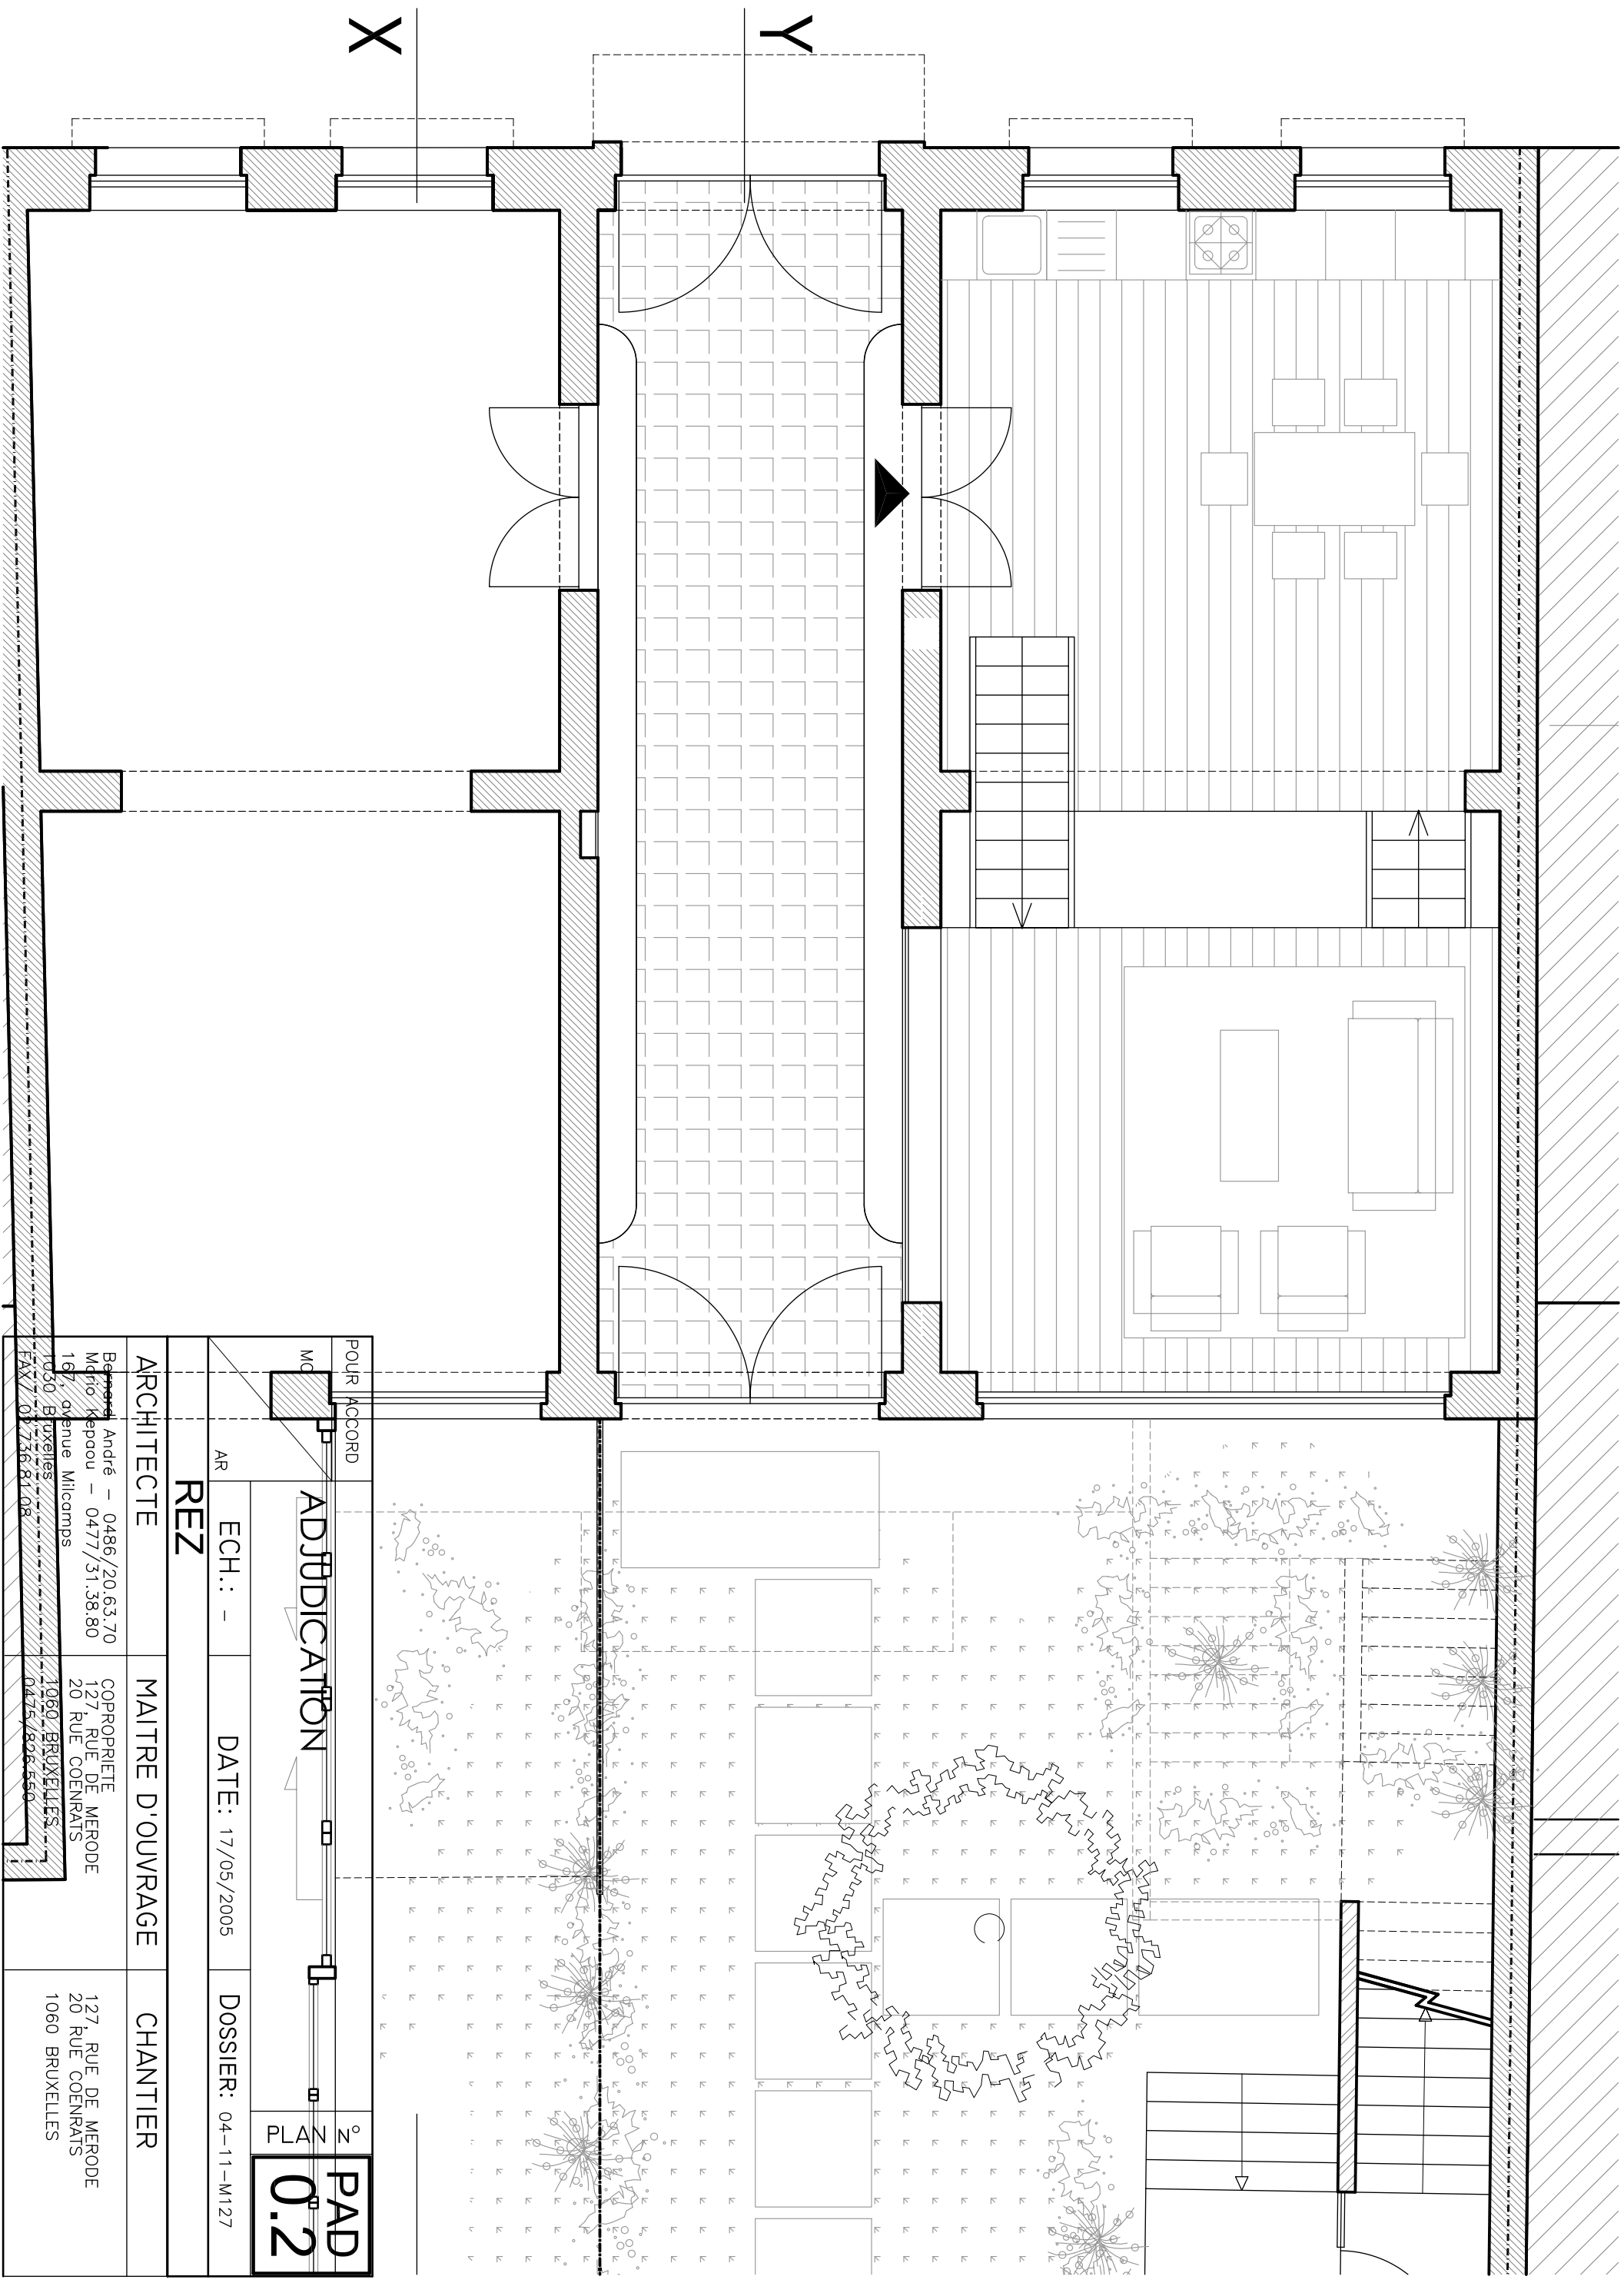 X
Y
POUR ACCORD
MO
AR
ADJUDICATION
PLAN N°
PAD
0.2
ECH.: -
DATE: 17/05/2005
DOSSIER: 04-11-M127
REZ
ARCHITECTE
Bernard André - 0486/20.63.70
Mario Kepaou - 0477/31.38.80
167, avenue Milcamps
1030 Bruxelles
FAX/ 02.736.81.08
MAITRE D'OUVRAGE
COPROPRIETE
127, RUE DE MERODE
20 RUE COENRATS
1060 BRUXELLES
CHANTIER
127, RUE DE MERODE
20 RUE COENRATS
1060 BRUXELLES